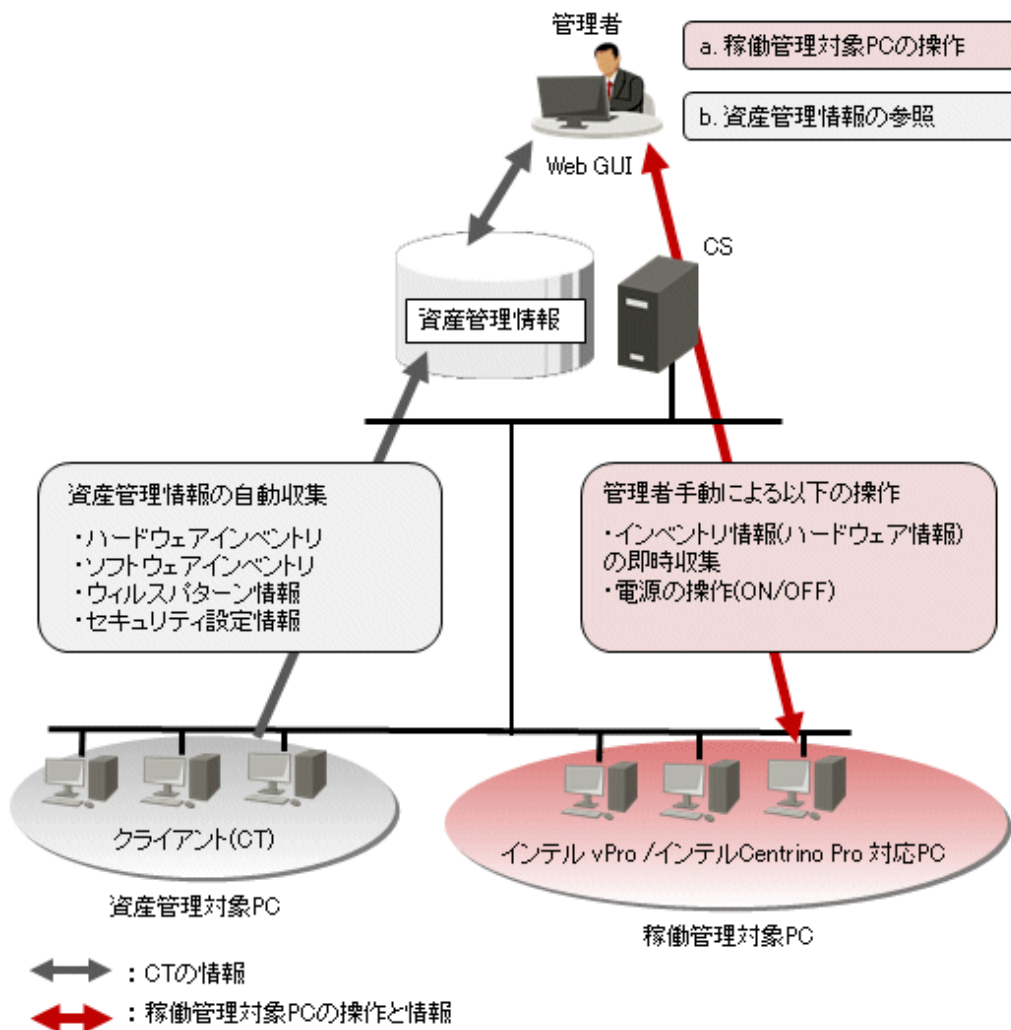 管理者
a. 稼働管理対象PCの操作
b. 資産管理情報の参照
Web GUI
CS
資産管理情報
資産管理情報の自動収集
・ハードウェアインベントリ
・ソフトウェアインベントリ
・ウィルスパターン情報
・セキュリティ設定情報
管理者手動による以下の操作
・インベントリ情報(ハードウェア情報)
の即時収集
・電源の操作(ON/OFF)
クライアント(CT)
インテル vPro /インテルCentrino Pro 対応PC
資産管理対象PC
稼働管理対象PC
：CTの情報
：稼働管理対象PCの操作と情報